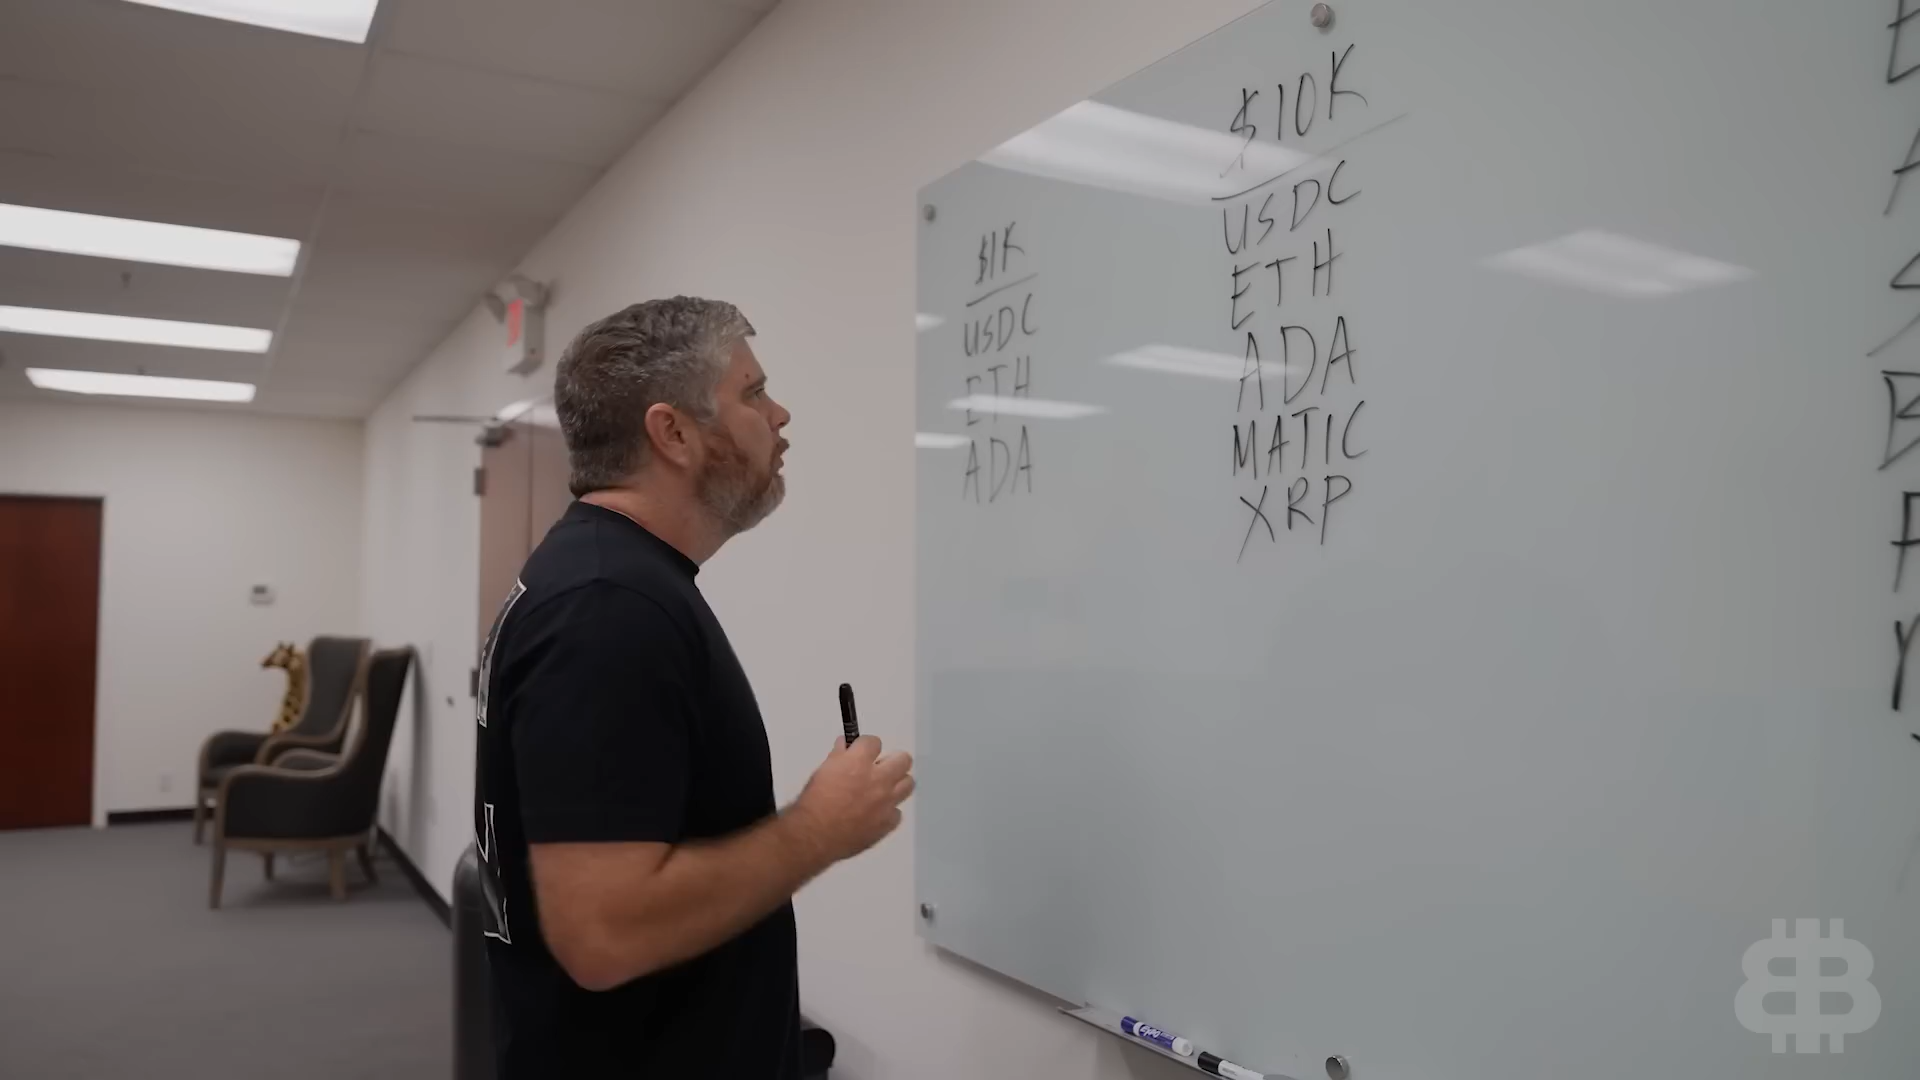 $1K
USDC
ETH
ADA
$10K
USDC
ETH
ADA
MATIC
XRP